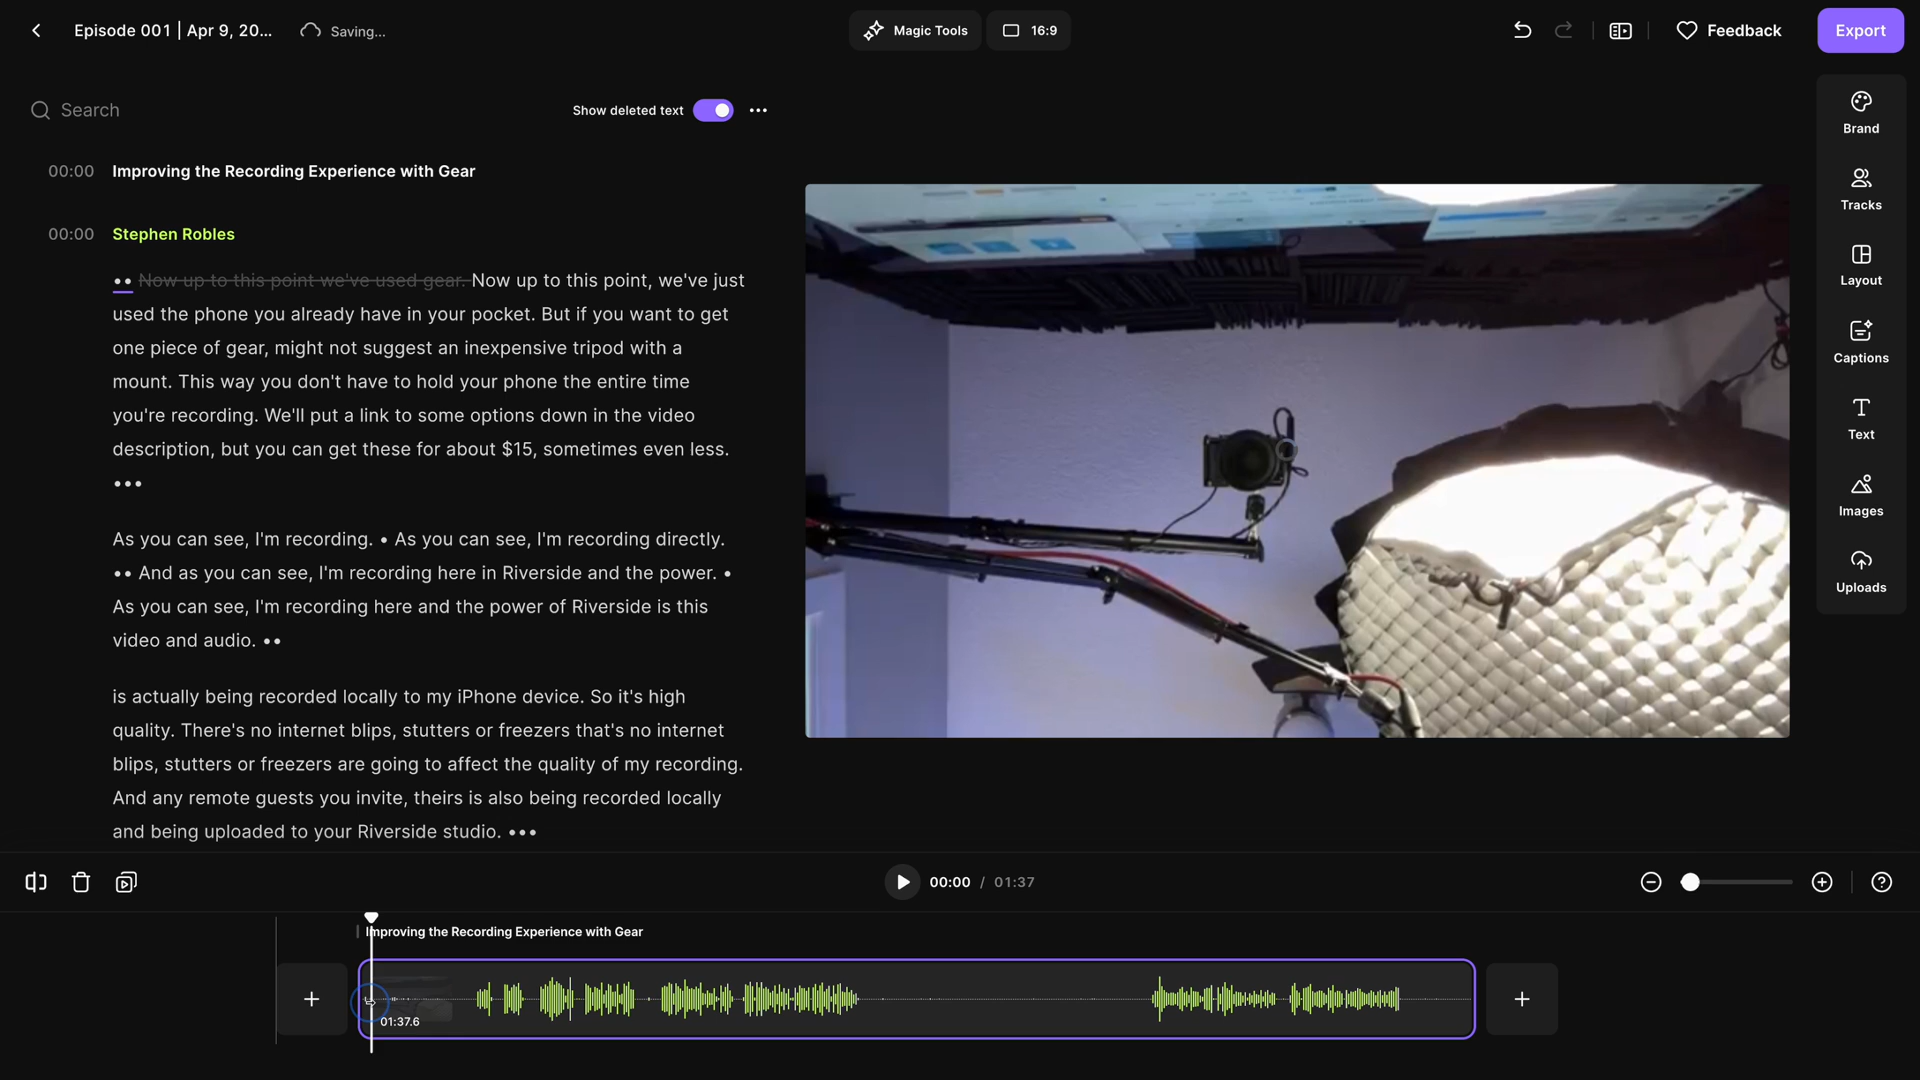 Episode 001 | Apr 9, 20...
Saving...
Magic Tools
16:9
Feedback
Export
Search
Show deleted text
Brand
Tracks
Layout
Captions
Text
Images
Uploads
00:00 Improving the Recording Experience with Gear
00:00 Stephen Robles
•• Now up to this point we've used gear. Now up to this point, we've just
used the phone you already have in your pocket. But if you want to get
one piece of gear, might not suggest an inexpensive tripod with a
mount. This way you don't have to hold your phone the entire time
you're recording. We'll put a link to some options down in the video
description, but you can get these for about $15, sometimes even less.
•••
As you can see, I'm recording. • As you can see, I'm recording directly.
•• And as you can see, I'm recording here in Riverside and the power. •
As you can see, I'm recording here and the power of Riverside is this
video and audio. ••
is actually being recorded locally to my iPhone device. So it's high
quality. There's no internet blips, stutters or freezers that's no internet
blips, stutters or freezers are going to affect the quality of my recording.
And any remote guests you invite, theirs is also being recorded locally
and being uploaded to your Riverside studio. •••
00:00 / 01:37
Improving the Recording Experience with Gear
01:37.6